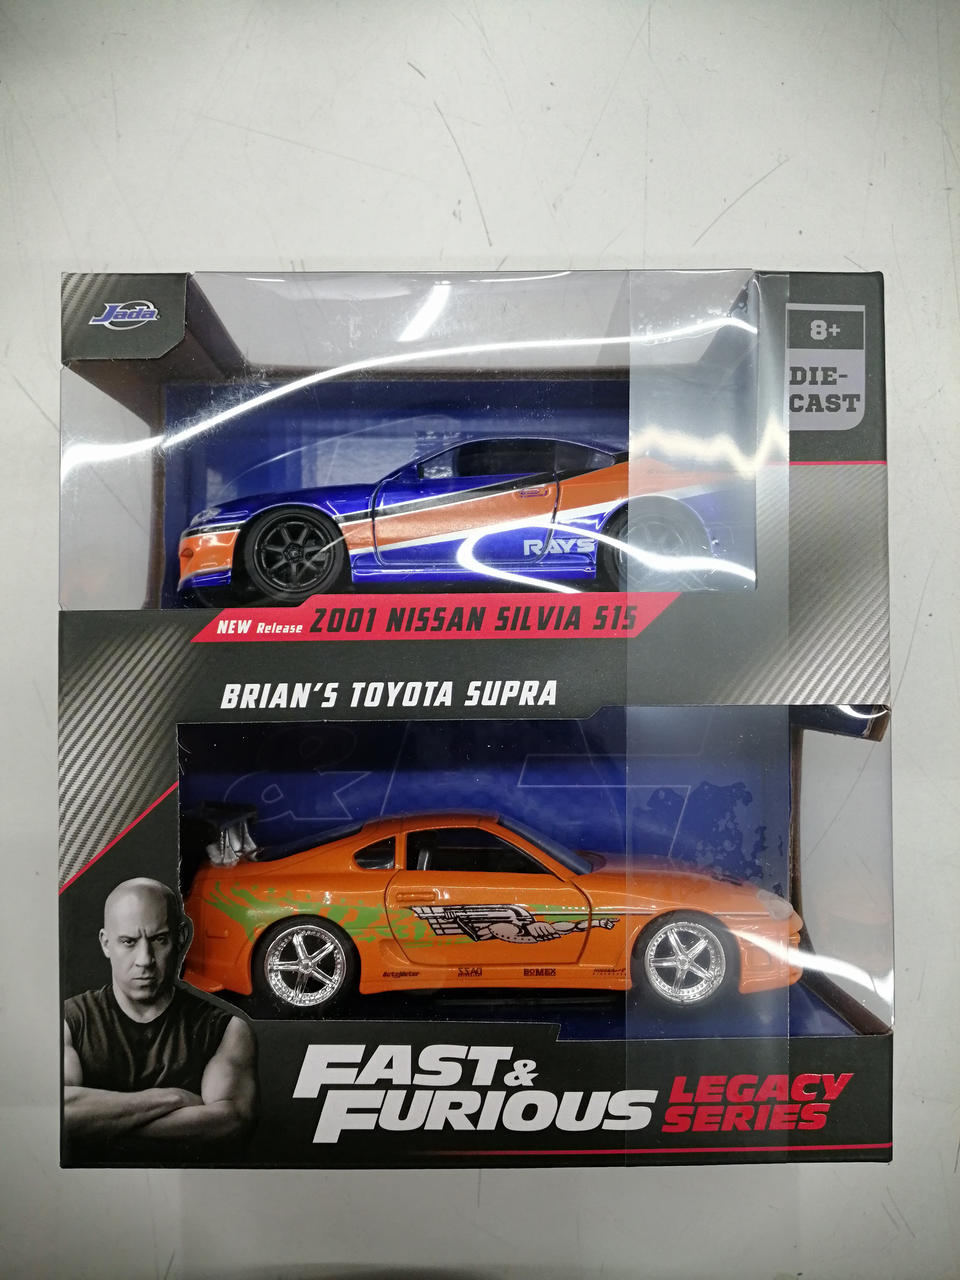 Jada
8+
DIE-
CAST
RAYS
NEW Release 2001 NISSAN SILVIA S15
BRIAN'S TOYOTA SUPRA
&
AutoMeter
BOMEX
FAST &
FURIOUS
LEGACY
SERIES